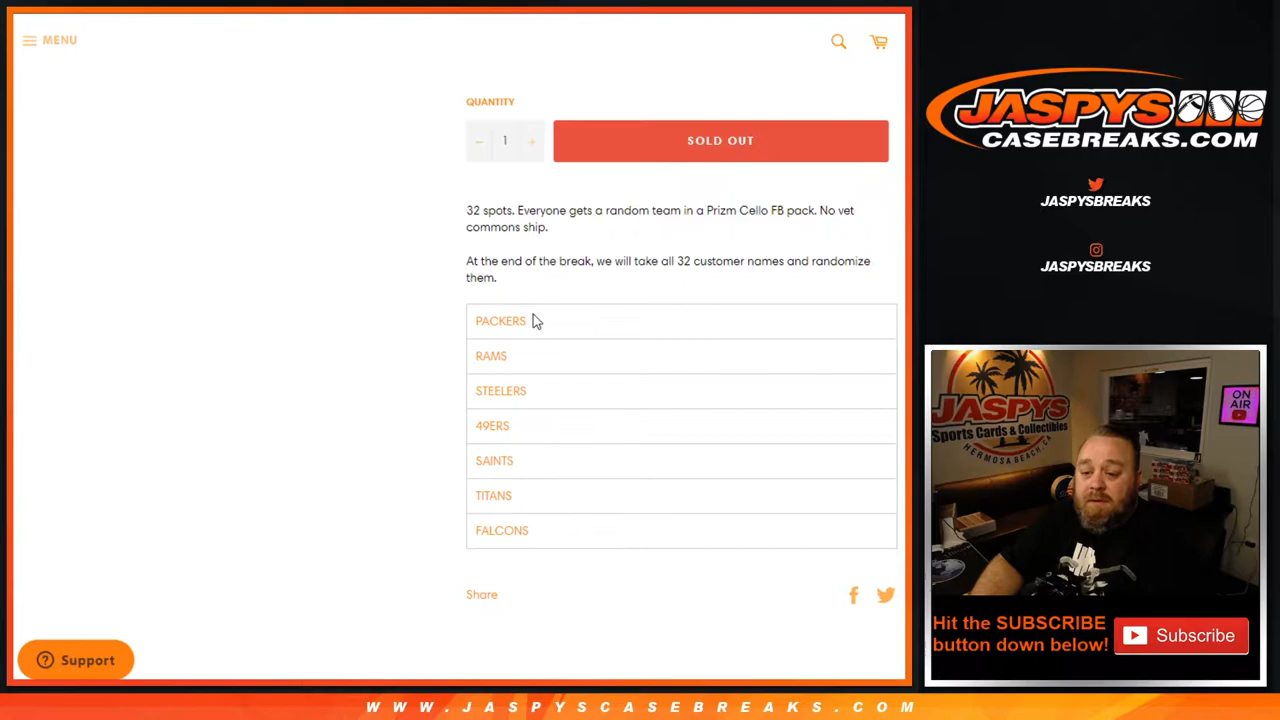 MENU
QUANTITY
− 1 +
SOLD OUT
32 spots. Everyone gets a random team in a Prizm Cello FB pack. No vet
commons ship.
At the end of the break, we will take all 32 customer names and randomize
them.
PACKERS
RAMS
STEELERS
49ERS
SAINTS
TITANS
FALCONS
Share
Support
JASPYS
CASEBREAKS.COM
JASPYSBREAKS
JASPYSBREAKS
JASPYS
Sports Cards & Collectibles
HERMOSA BEACH, CA
ON
AIR
Hit the SUBSCRIBE
button down below!
Subscribe
WWW.JASPYSCASEBREAKS.COM